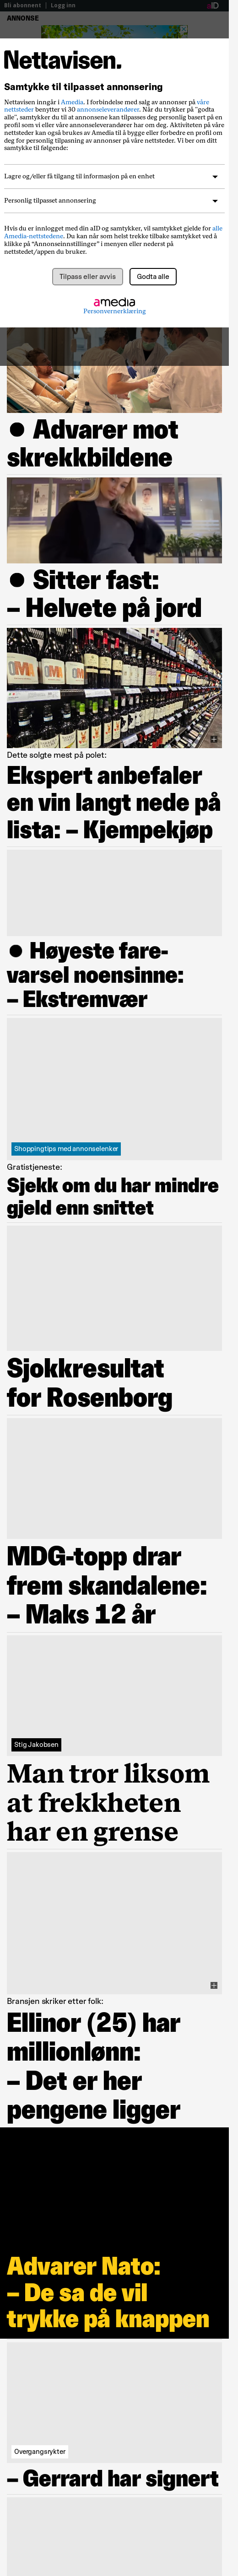 Bli abonnent | Logg inn
ANNONSE
Nettavisen.
Samtykke til tilpasset annonsering
Nettavisen inngår i Amedia. I forbindelse med salg av annonser på våre
nettsteder benytter vi 30 annonseleverandører. Når du trykker på "godta
alle", samtykker du til at annonsene kan tilpasses deg personlig basert på en
profil som vi eller våre leverandører har om deg. Dine besøk på våre
nettsteder kan også brukes av Amedia til å bygge eller forbedre en profil om
deg for personlig tilpasning av annonser på våre nettsteder. Vi ber om ditt
samtykke til følgende:
Lagre og/eller få tilgang til informasjon på en enhet
Personlig tilpasset annonsering
Hvis du er innlogget med din aID og samtykker, vil samtykket gjelde for alle
Amedia-nettstedene. Du kan når som helst trekke tilbake samtykket ved å
klikke på “Annonseinnstillinger” i menyen eller nederst på
nettstedet/appen du bruker.
Tilpass eller avvis
Godta alle
amedia
Personvernerklæring
● Advarer mot
skrekkbildene
● Sitter fast:
– Helvete på jord
Dette solgte mest på polet:
Ekspert anbefaler
en vin langt nede på
lista: – Kjempekjøp
● Høyeste fare-
varsel noensinne:
– Ekstremvær
Shoppingtips med annonselenker
Gratistjeneste:
Sjekk om du har mindre
gjeld enn snittet
Sjokkresultat
for Rosenborg
MDG-topp drar
frem skandalene:
– Maks 12 år
Stig Jakobsen
Man tror liksom
at frekkheten
har en grense
Bransjen skriker etter folk:
Ellinor (25) har
millionlønn:
– Det er her
pengene ligger
Advarer Nato:
– De sa de vil
trykke på knappen
Overgangsrykter
– Gerrard har signert